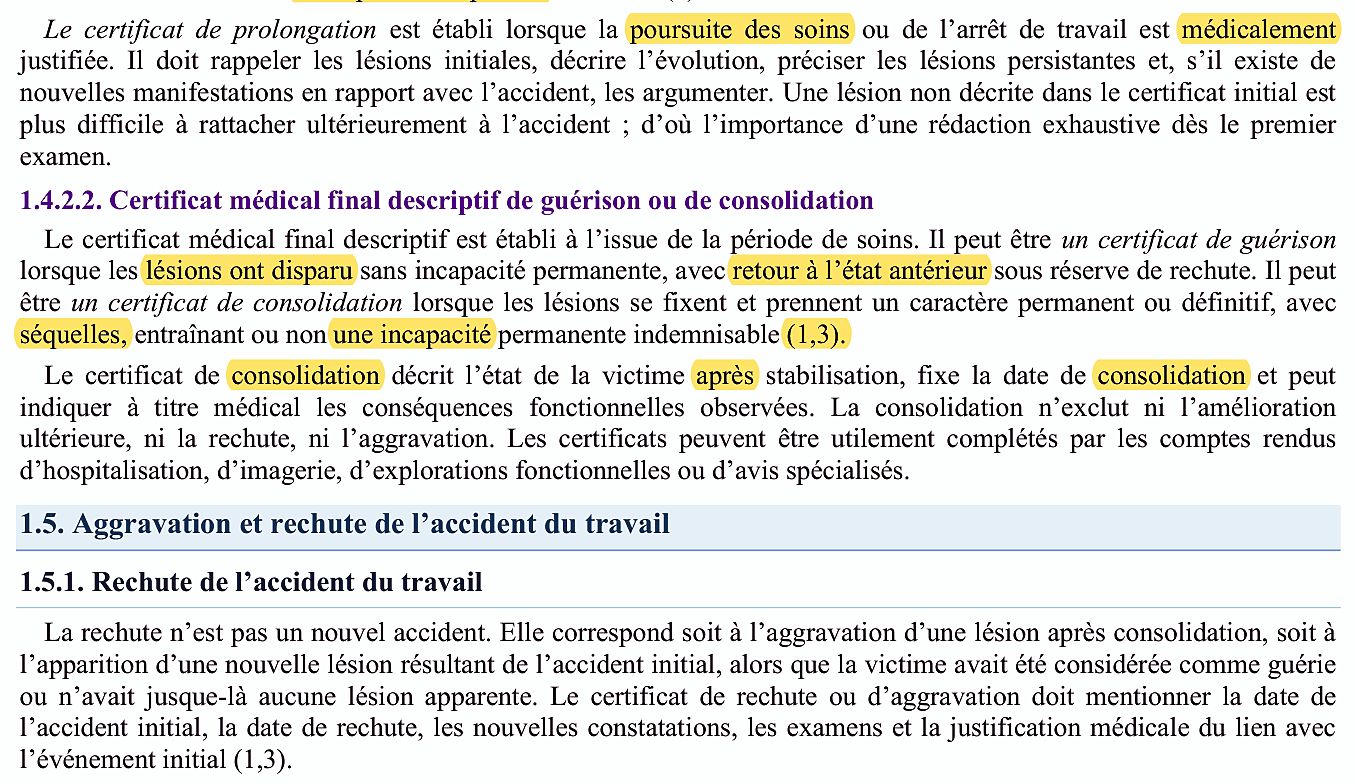 Le certificat de prolongation est établi lorsque la poursuite des soins ou de l’arrêt de travail est médicalement
justifiée. Il doit rappeler les lésions initiales, décrire l’évolution, préciser les lésions persistantes et, s’il existe de
nouvelles manifestations en rapport avec l’accident, les argumenter. Une lésion non décrite dans le certificat initial est
plus difficile à rattacher ultérieurement à l’accident ; d’où l’importance d’une rédaction exhaustive dès le premier
examen.
1.4.2.2. Certificat médical final descriptif de guérison ou de consolidation
Le certificat médical final descriptif est établi à l’issue de la période de soins. Il peut être un certificat de guérison
lorsque les lésions ont disparu sans incapacité permanente, avec retour à l’état antérieur sous réserve de rechute. Il peut
être un certificat de consolidation lorsque les lésions se fixent et prennent un caractère permanent ou définitif, avec
séquelles, entraînant ou non une incapacité permanente indemnisable (1,3).
Le certificat de consolidation décrit l’état de la victime après stabilisation, fixe la date de consolidation et peut
indiquer à titre médical les conséquences fonctionnelles observées. La consolidation n’exclut ni l’amélioration
ultérieure, ni la rechute, ni l’aggravation. Les certificats peuvent être utilement complétés par les comptes rendus
d’hospitalisation, d’imagerie, d’explorations fonctionnelles ou d’avis spécialisés.
1.5. Aggravation et rechute de l’accident du travail
1.5.1. Rechute de l’accident du travail
La rechute n’est pas un nouvel accident. Elle correspond soit à l’aggravation d’une lésion après consolidation, soit à
l’apparition d’une nouvelle lésion résultant de l’accident initial, alors que la victime avait été considérée comme guérie
ou n’avait jusque-là aucune lésion apparente. Le certificat de rechute ou d’aggravation doit mentionner la date de
l’accident initial, la date de rechute, les nouvelles constatations, les examens et la justification médicale du lien avec
l’événement initial (1,3).